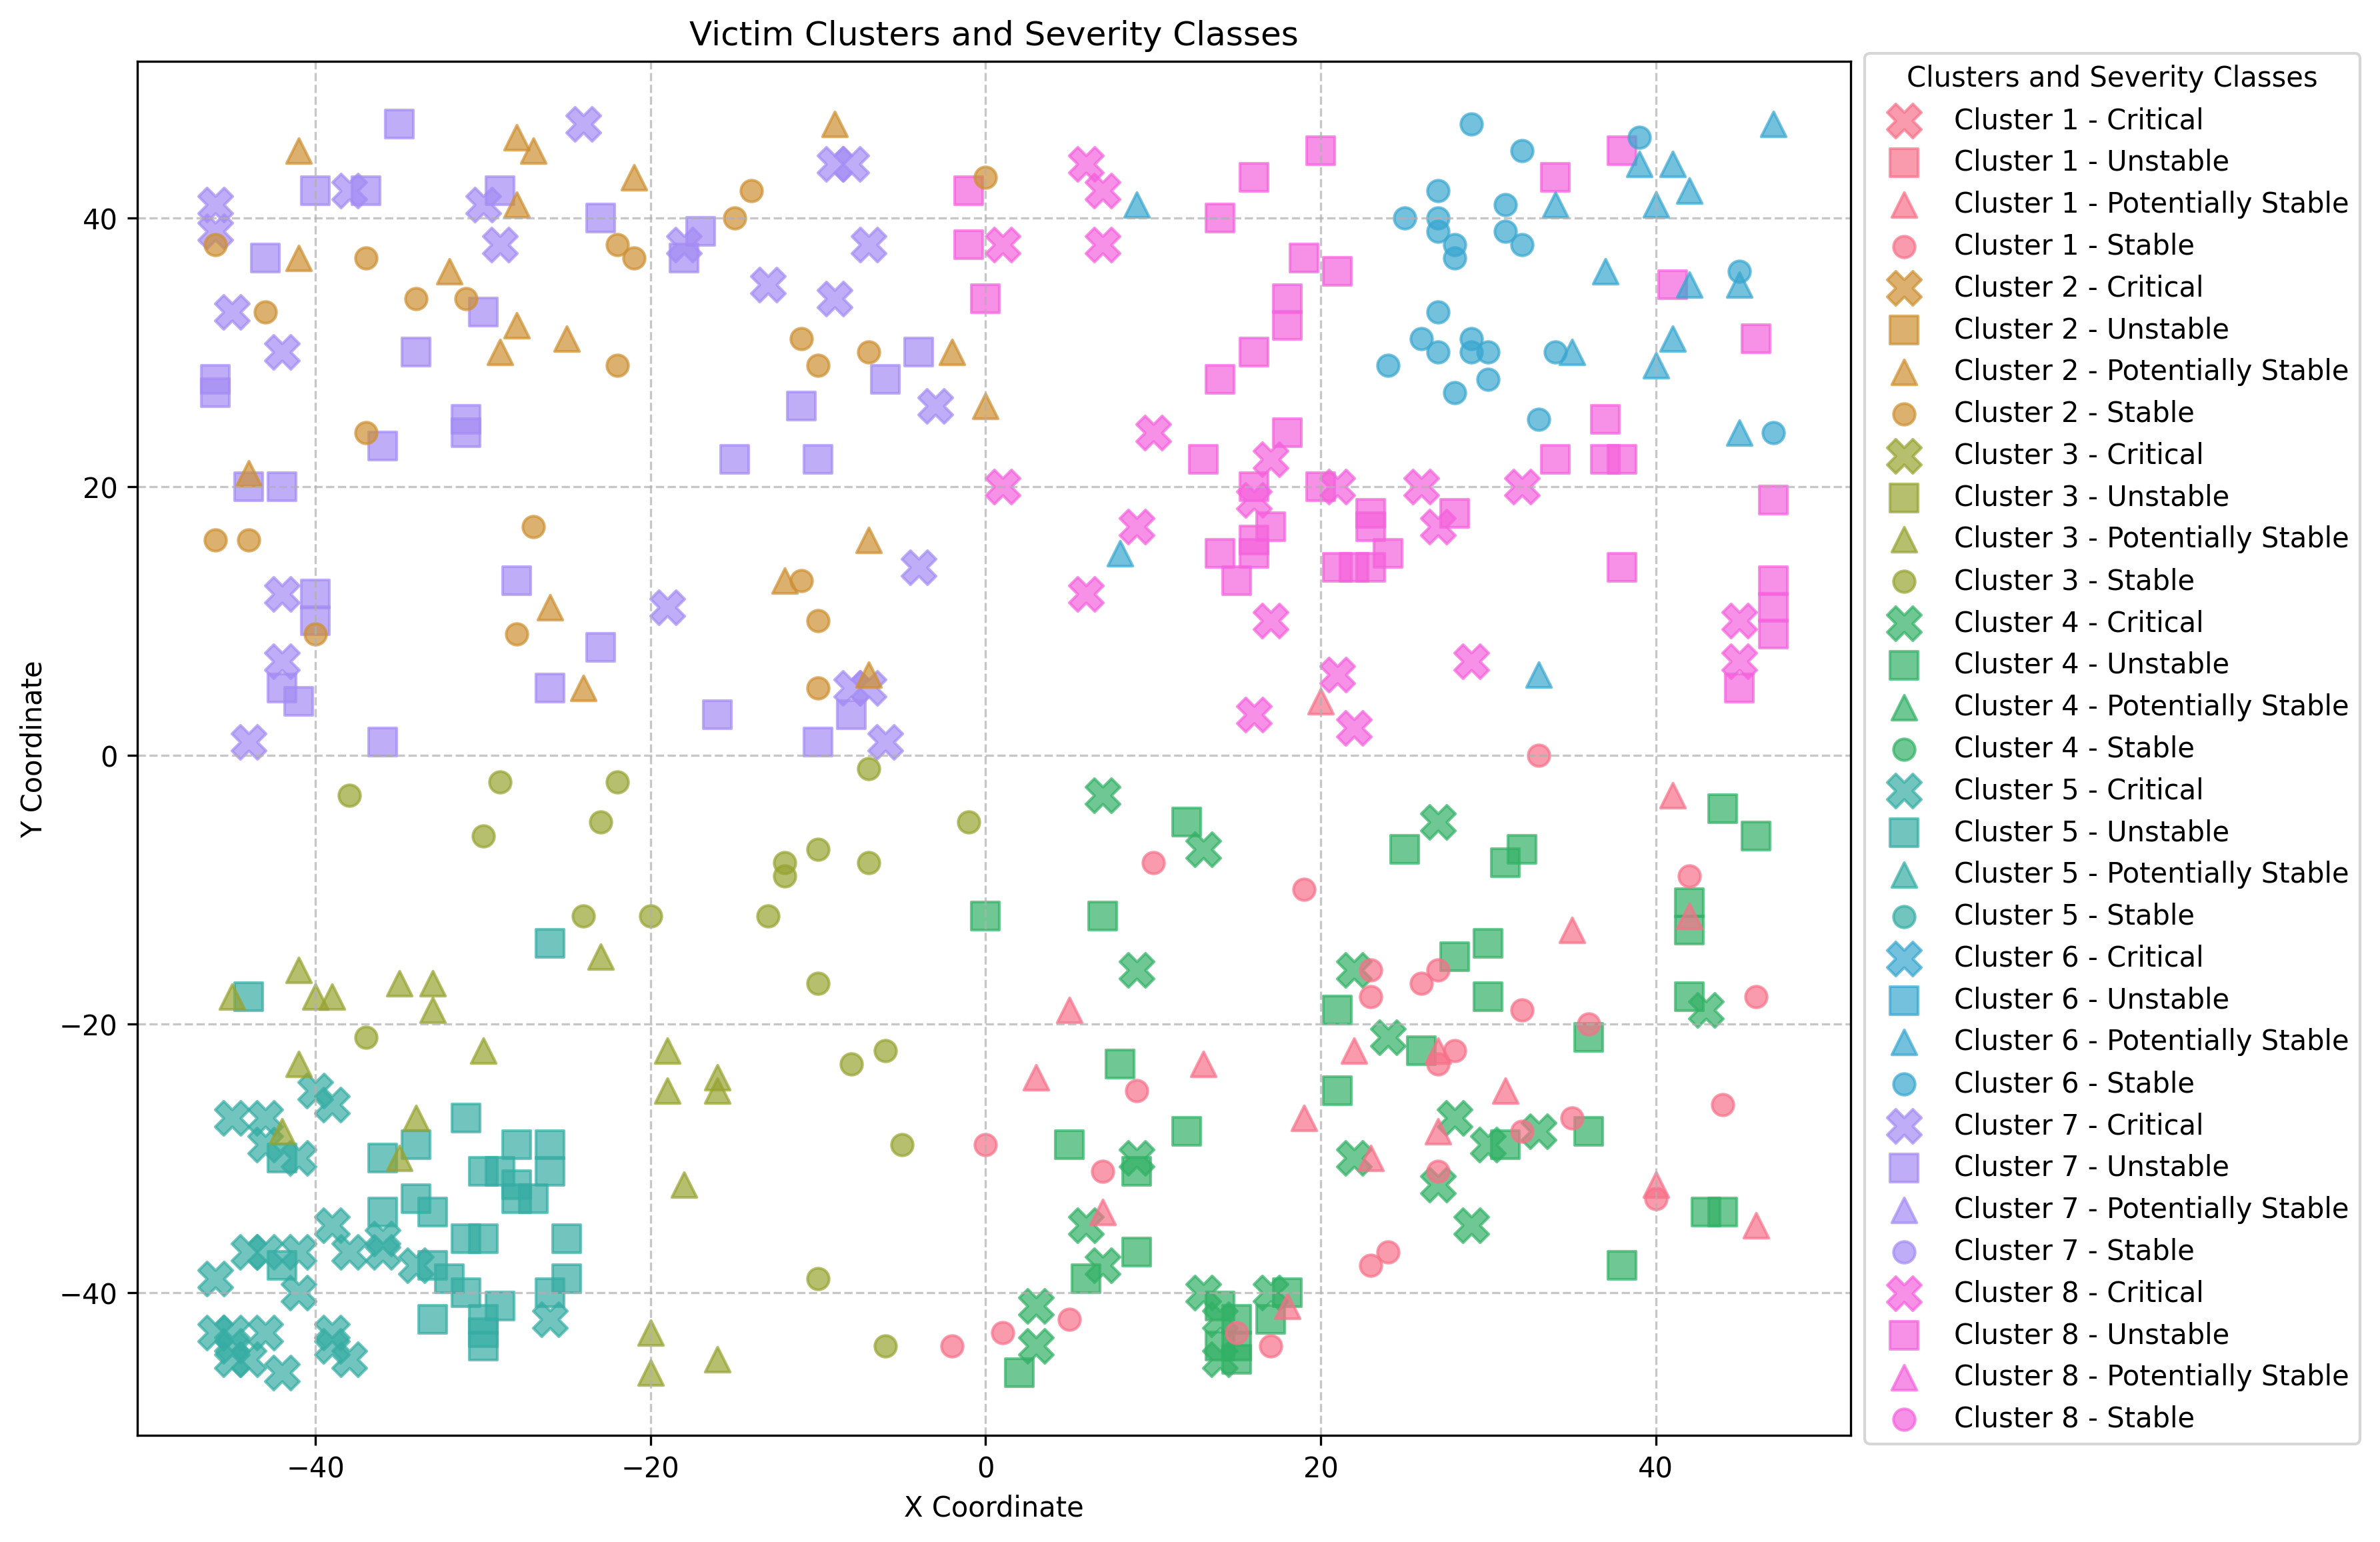 Victim Clusters and Severity Classes
Y Coordinate
40
20
0
−20
−40
−40
−20
0
20
40
X Coordinate
Clusters and Severity Classes
Cluster 1 - Critical
Cluster 1 - Unstable
Cluster 1 - Potentially Stable
Cluster 1 - Stable
Cluster 2 - Critical
Cluster 2 - Unstable
Cluster 2 - Potentially Stable
Cluster 2 - Stable
Cluster 3 - Critical
Cluster 3 - Unstable
Cluster 3 - Potentially Stable
Cluster 3 - Stable
Cluster 4 - Critical
Cluster 4 - Unstable
Cluster 4 - Potentially Stable
Cluster 4 - Stable
Cluster 5 - Critical
Cluster 5 - Unstable
Cluster 5 - Potentially Stable
Cluster 5 - Stable
Cluster 6 - Critical
Cluster 6 - Unstable
Cluster 6 - Potentially Stable
Cluster 6 - Stable
Cluster 7 - Critical
Cluster 7 - Unstable
Cluster 7 - Potentially Stable
Cluster 7 - Stable
Cluster 8 - Critical
Cluster 8 - Unstable
Cluster 8 - Potentially Stable
Cluster 8 - Stable